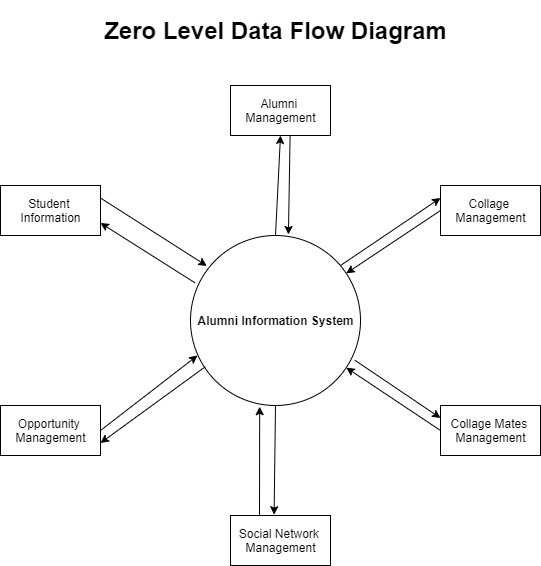 Zero Level Data Flow Diagram
Alumni
Management
Student
Information
Collage
Management
Alumni Information System
Opportunity
Management
Collage Mates
Management
Social Network
Management